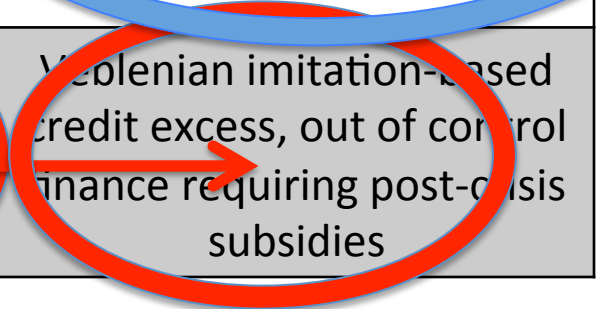 Veblenian imitation-based
credit excess, out of control
finance requiring post-crisis
subsidies